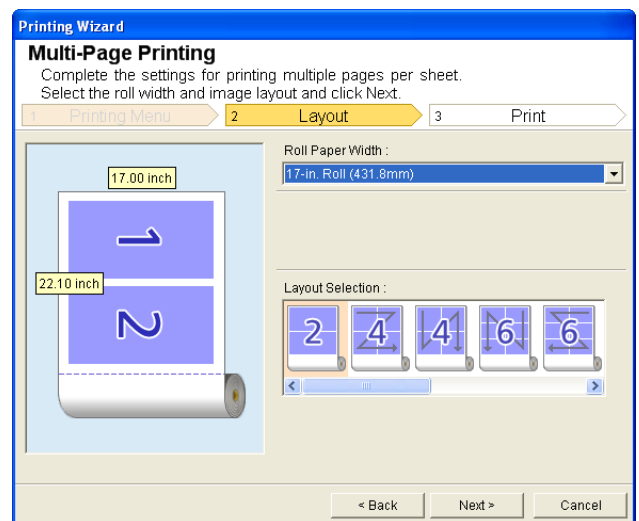 Printing Wizard
Multi-Page Printing
Complete the settings for printing multiple pages per sheet.
Select the roll width and image layout and click Next.
1 Printing Menu 2 Layout 3 Print
Roll Paper Width :
17-in. Roll (431.8mm)
17.00 inch
1
22.10 inch
2
Layout Selection :
2 4 4 6 6
< Back Next > Cancel